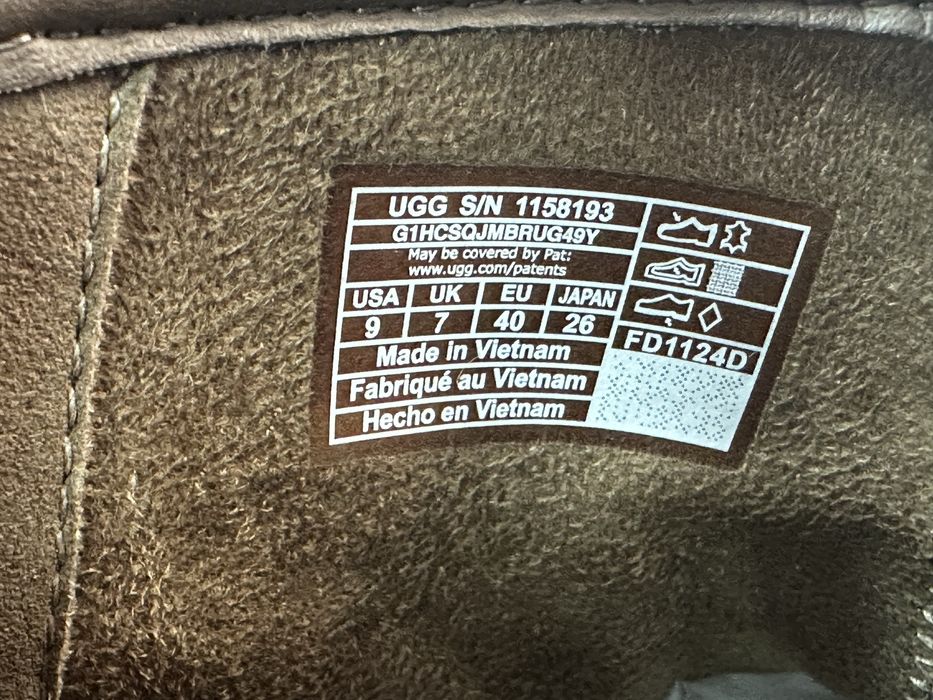 UGG S/N 1158193
G1HCSQJMBRUG49Y
May be covered by Pat:
www.ugg.com/patents
USA UK EU JAPAN
9 7 40 26
Made in Vietnam
Fabriqué au Vietnam
Hecho en Vietnam
FD1124D